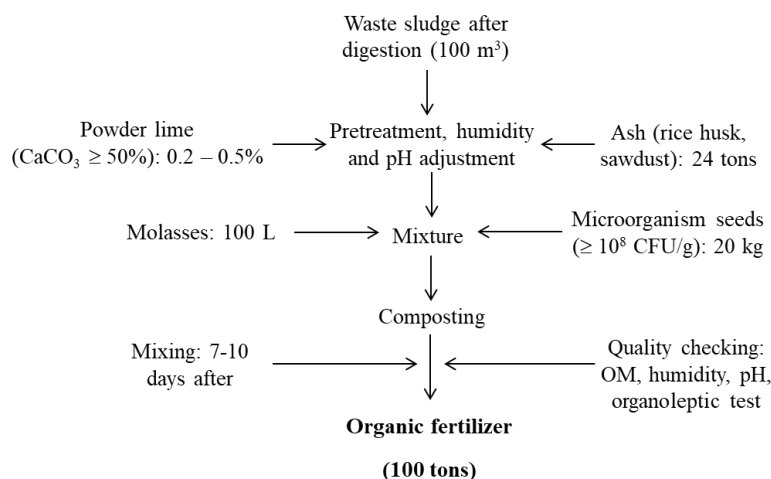 Waste sludge after
digestion (100 m³)
Powder lime
(CaCO₃ ≥ 50%): 0.2 – 0.5%
Pretreatment, humidity
and pH adjustment
Ash (rice husk,
sawdust): 24 tons
Molasses: 100 L
Mixture
Microorganism seeds
(≥ 10⁸ CFU/g): 20 kg
Composting
Mixing: 7-10
days after
Quality checking:
OM, humidity, pH,
organoleptic test
Organic fertilizer
(100 tons)